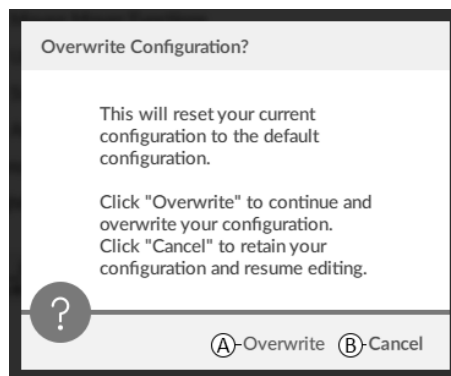 Overwrite Configuration?
This will reset your current
configuration to the default
configuration.
Click "Overwrite" to continue and
overwrite your configuration.
Click "Cancel" to retain your
configuration and resume editing.
?
A-Overwrite B-Cancel